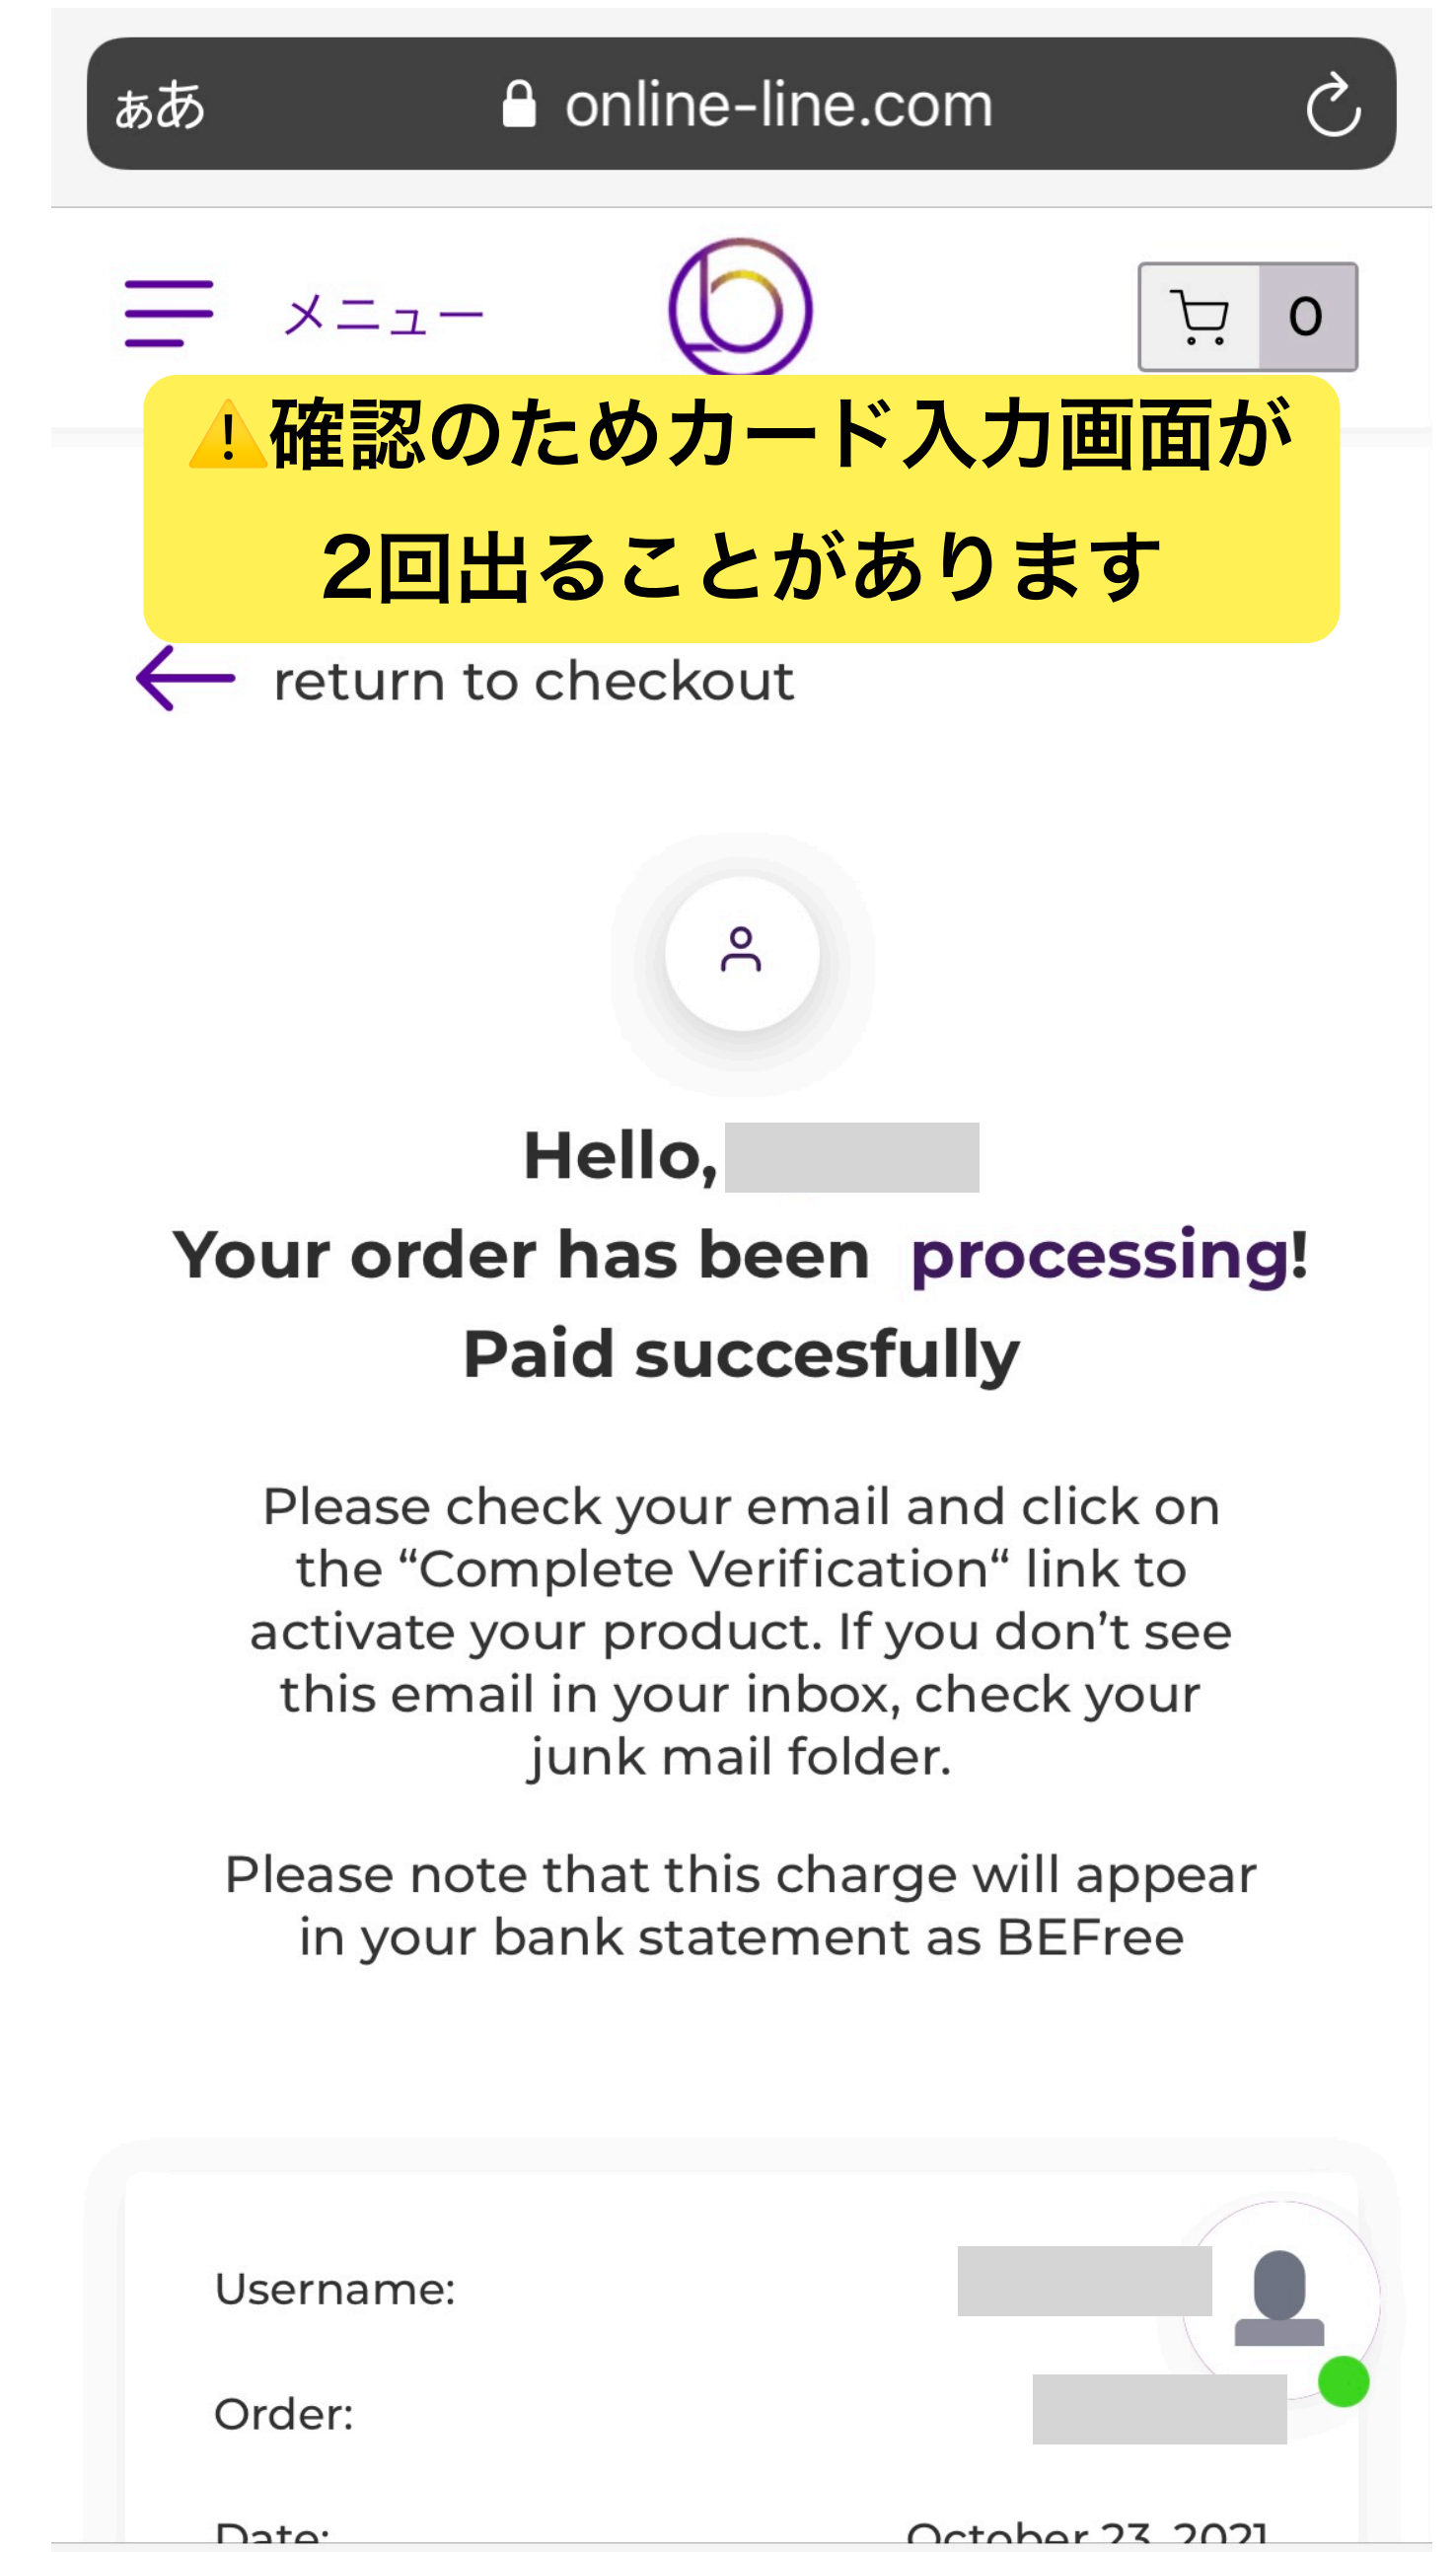 ぁあ online-line.com
メニュー 0
⚠️確認のためカード入力画面が
2回出ることがあります
return to checkout
Hello,
Your order has been processing!
Paid succesfully
Please check your email and click on
the “Complete Verification“ link to
activate your product. If you don’t see
this email in your inbox, check your
junk mail folder.
Please note that this charge will appear
in your bank statement as BEFree
Username:
Order:
Date: October 23, 2021